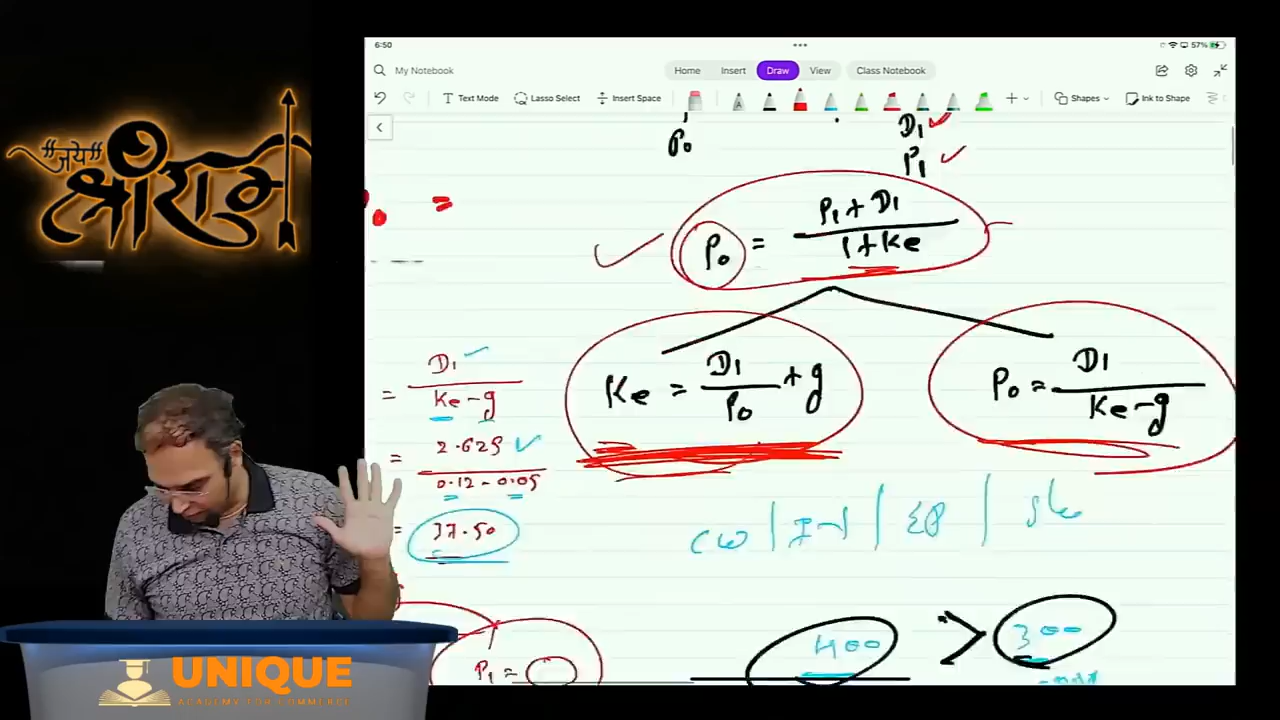 6:50
57%
My Notebook
Home Insert Draw View Class Notebook
Text Mode Lasso Select Insert Space Shapes Ink to Shape
"जय"
श्री राम
P₀
D₁
P₁
₀ =
P₀ = P₁ + D₁ / 1 + Ke
Ke = D₁ / P₀ + g
P₀ = D₁ / Ke - g
= D₁ / Ke - g
= 2.625 / 0.12 - 0.05
= 37.50
400 > 300
P₁ =
UNIQUE
ACADEMY FOR COMMERCE